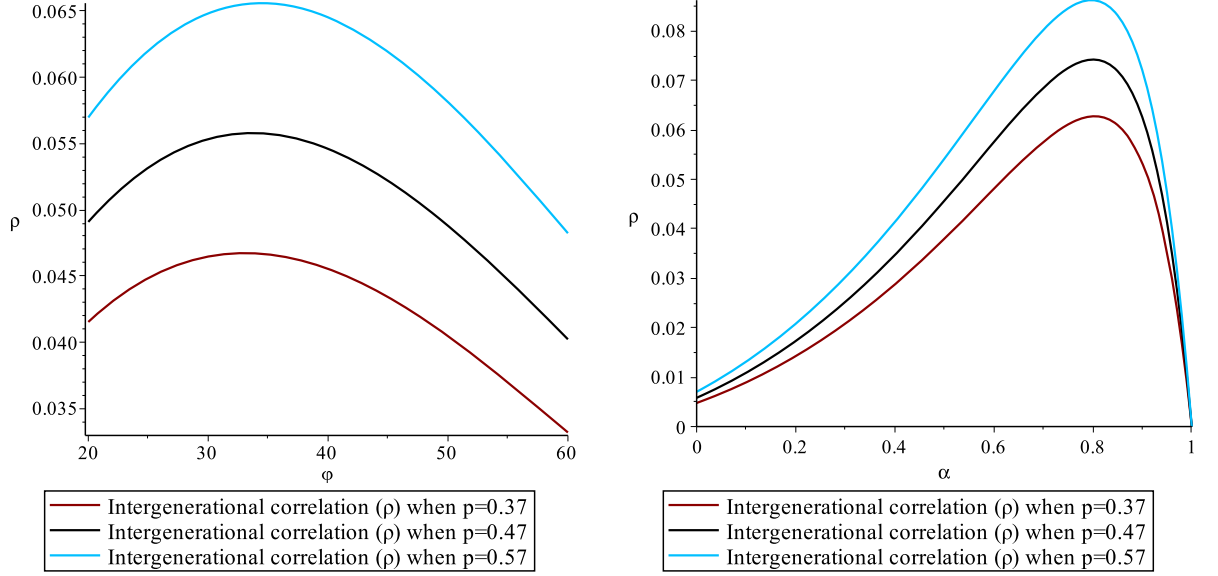 0.065
0.060
0.055
0.050
ρ
0.045
0.040
0.035
20 30 40 50 60
φ
Intergenerational correlation (ρ) when p=0.37
Intergenerational correlation (ρ) when p=0.47
Intergenerational correlation (ρ) when p=0.57
0.08
0.07
0.06
0.05
ρ
0.04
0.03
0.02
0.01
0
0 0.2 0.4 0.6 0.8 1
α
Intergenerational correlation (ρ) when p=0.37
Intergenerational correlation (ρ) when p=0.47
Intergenerational correlation (ρ) when p=0.57